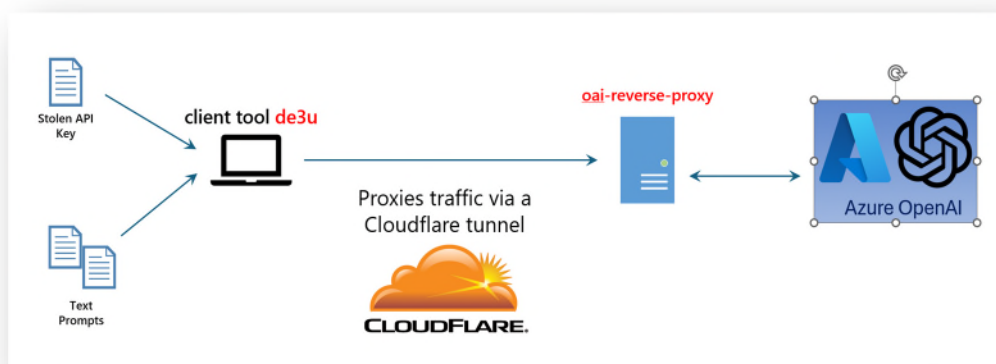 Stolen API
Key
client tool de3u
oai-reverse-proxy
Azure OpenAI
Proxies traffic via a
Cloudflare tunnel
CLOUDFLARE.
Text
Prompts